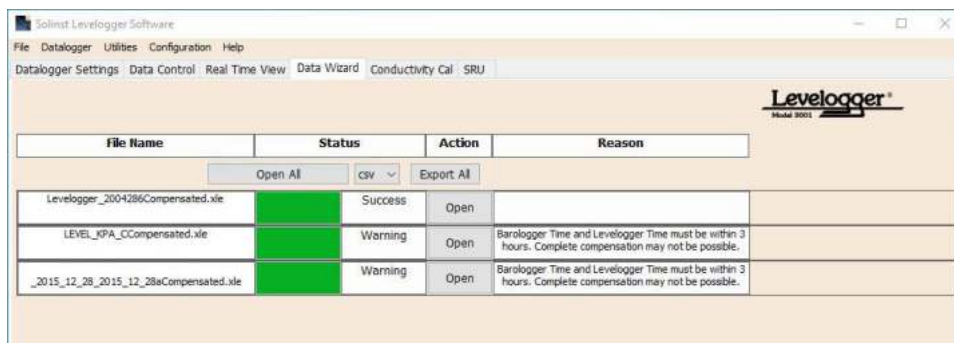 Solinst Levelogger Software
File Datalogger Utilities Configuration Help
Datalogger Settings Data Control Real Time View Data Wizard Conductivity Cal SRU
Levelogger®
Model 3001
File Name Status Action Reason
Open All csv Export All
Levelogger_2004286Compensated.xle Success Open
LEVEL_KPA_CCompensated.xle Warning Open Barologger Time and Levelogger Time must be within 3
hours. Complete compensation may not be possible.
_2015_12_28_2015_12_28aCompensated.xle Warning Open Barologger Time and Levelogger Time must be within 3
hours. Complete compensation may not be possible.